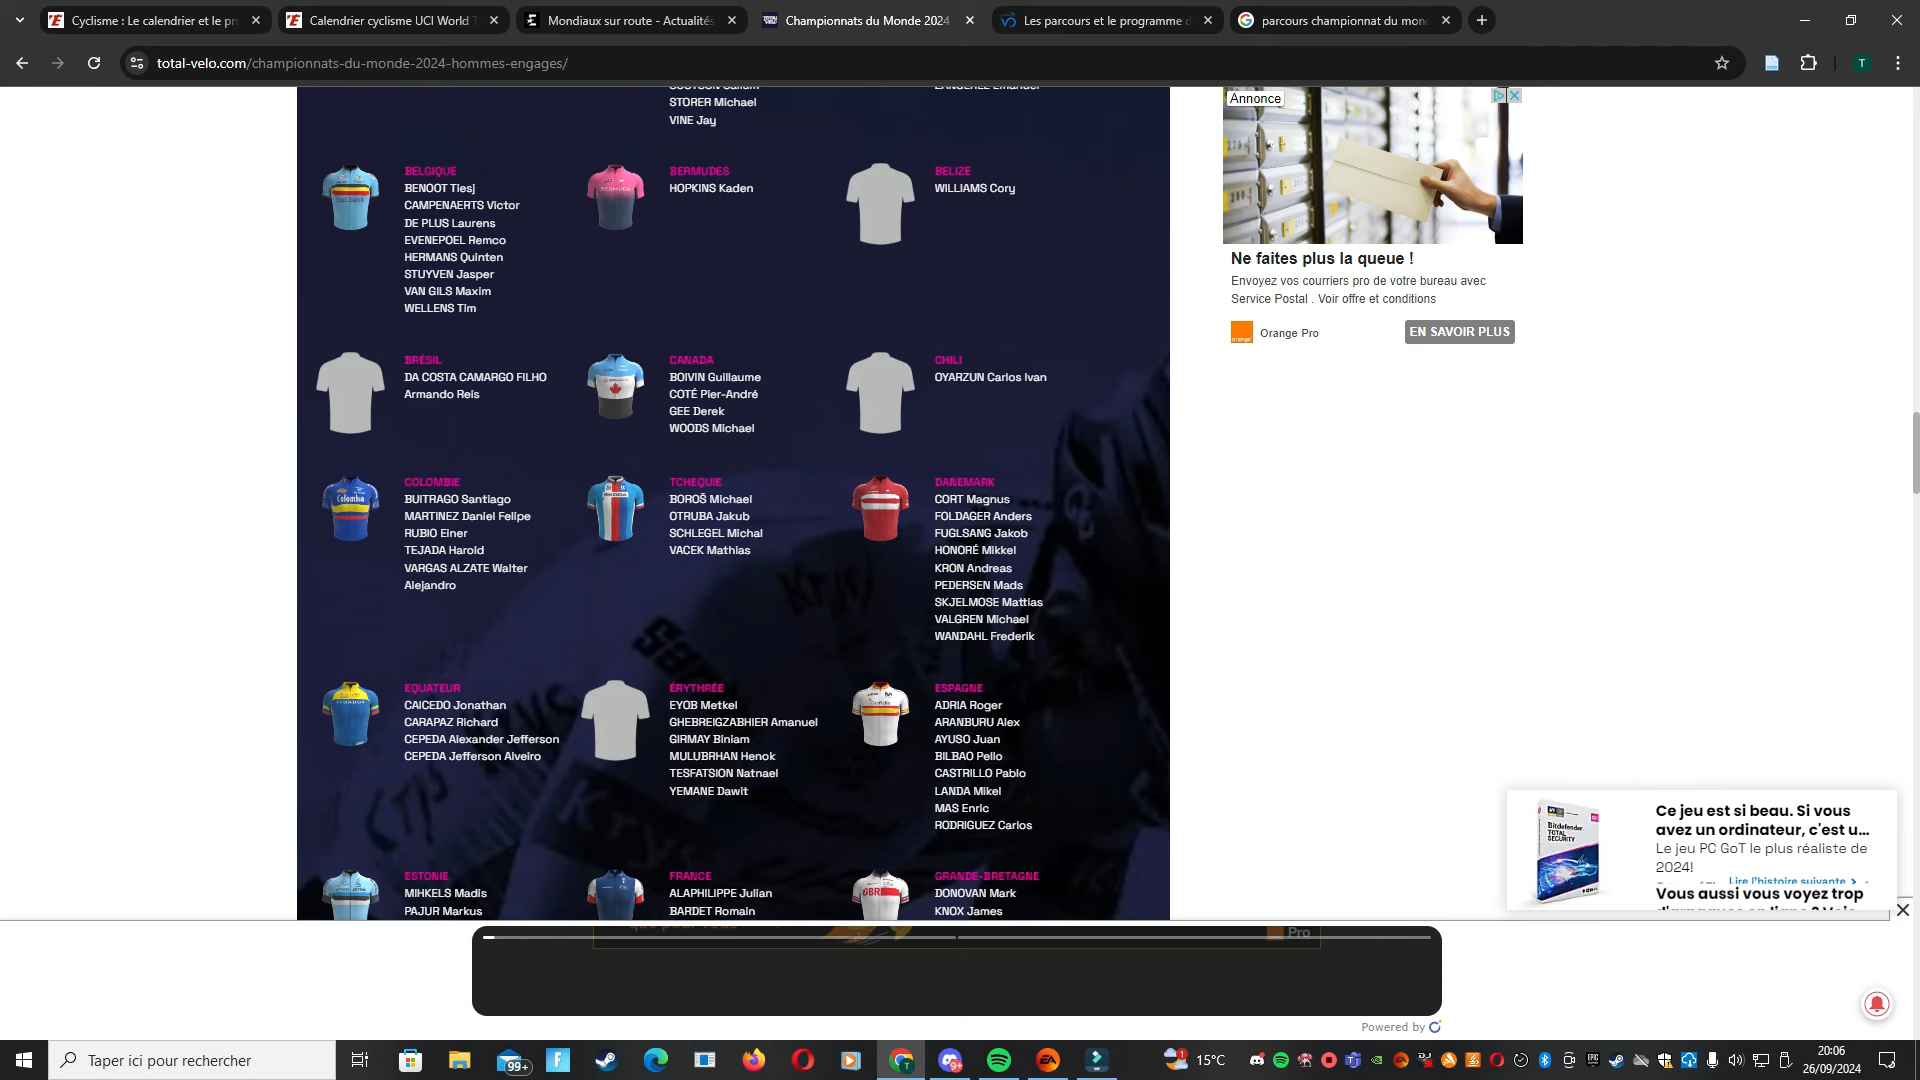 Cyclisme : Le calendrier et le pr
Calendrier cyclisme UCI World T
Mondiaux sur route - Actualités
Championnats du Monde 2024
Les parcours et le programme d
parcours championnat du mon
total-velo.com/championnats-du-monde-2024-hommes-engages/
STORER Michael
VINE Jay
BELGIQUE
BENOOT Tiesj
CAMPENAERTS Victor
DE PLUS Laurens
EVENEPOEL Remco
HERMANS Quinten
STUYVEN Jasper
VAN GILS Maxim
WELLENS Tim
BERMUDES
HOPKINS Kaden
BELIZE
WILLIAMS Cory
BRÉSIL
DA COSTA CAMARGO FILHO
Armando Reis
CANADA
BOIVIN Guillaume
COTÉ Pier-André
GEE Derek
WOODS Michael
CHILI
OYARZUN Carlos Ivan
COLOMBIE
BUITRAGO Santiago
MARTINEZ Daniel Felipe
RUBIO Einer
TEJADA Harold
VARGAS ALZATE Walter
Alejandro
TCHEQUIE
BOROŠ Michael
OTRUBA Jakub
SCHLEGEL Michal
VACEK Mathias
DANEMARK
CORT Magnus
FOLDAGER Anders
FUGLSANG Jakob
HONORÉ Mikkel
KRON Andreas
PEDERSEN Mads
SKJELMOSE Mattias
VALGREN Michael
WANDAHL Frederik
EQUATEUR
CAICEDO Jonathan
CARAPAZ Richard
CEPEDA Alexander Jefferson
CEPEDA Jefferson Alveiro
ÉRYTHRÉE
EYOB Metkel
GHEBREIGZABHIER Amanuel
GIRMAY Biniam
MULUBRHAN Henok
TESFATSION Natnael
YEMANE Dawit
ESPAGNE
ADRIA Roger
ARANBURU Alex
AYUSO Juan
BILBAO Pello
CASTRILLO Pablo
LANDA Mikel
MAS Enric
RODRIGUEZ Carlos
ESTONIE
MIHKELS Madis
PAJUR Markus
FRANCE
ALAPHILIPPE Julian
BARDET Romain
GRANDE-BRETAGNE
DONOVAN Mark
KNOX James
Annonce
Ne faites plus la queue !
Envoyez vos courriers pro de votre bureau avec
Service Postal . Voir offre et conditions
Orange Pro
EN SAVOIR PLUS
Bitdefender
TOTAL
SECURITY
Ce jeu est si beau. Si vous
avez un ordinateur, c'est u...
Le jeu PC GoT le plus réaliste de
2024!
Lire l'histoire suivante >
Vous aussi vous voyez trop
Pro
Powered by
Taper ici pour rechercher
99+
15°C
20:06
26/09/2024